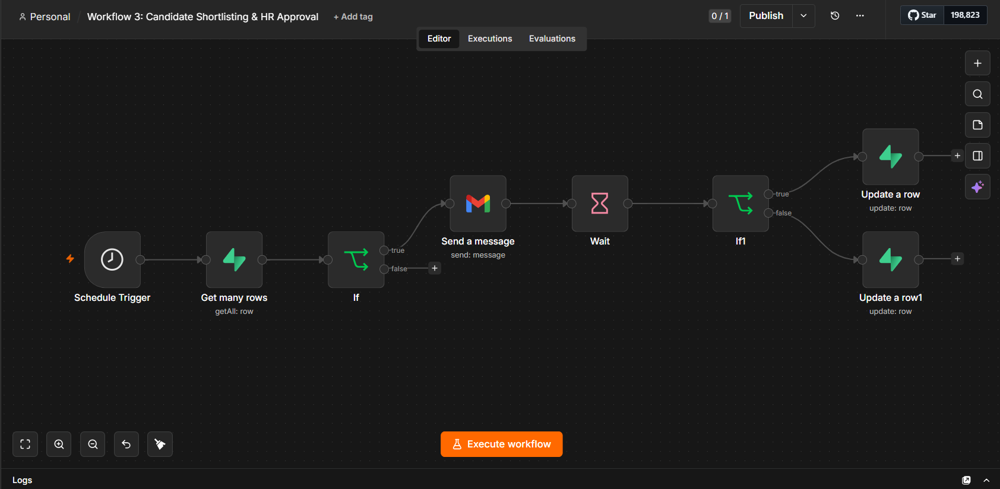 Personal / Workflow 3: Candidate Shortlisting & HR Approval + Add tag 0 / 1 Publish Star 198,823
Editor Executions Evaluations
true
false
Update a row
update: row
Send a message
send: message
Wait
If1
true
false
Schedule Trigger
Get many rows
getAll: row
If
Update a row1
update: row
Execute workflow
Logs